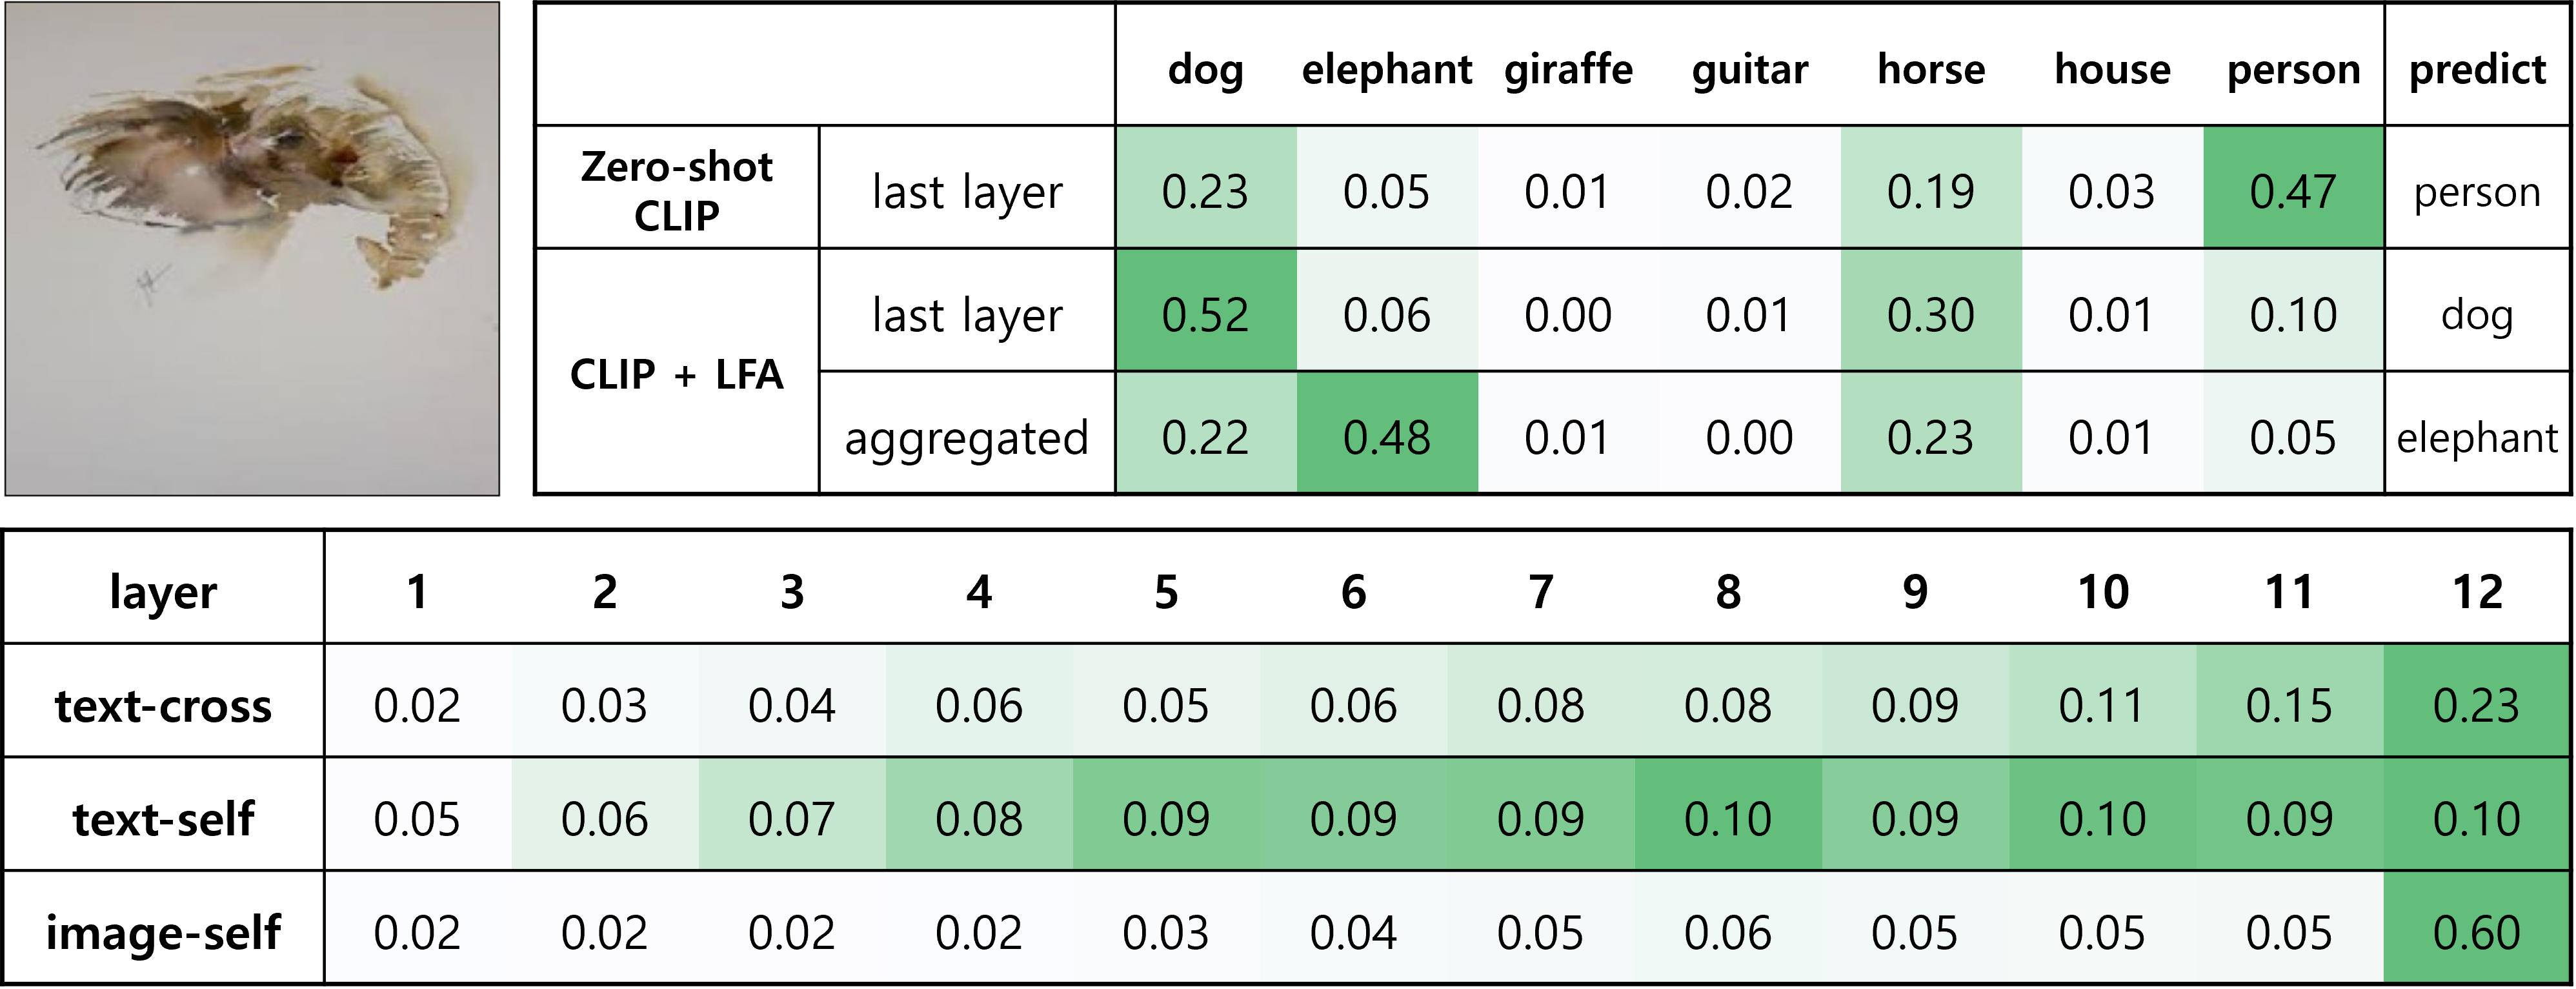 dog elephant giraffe guitar horse house person predict
Zero-shot CLIP last layer 0.23 0.05 0.01 0.02 0.19 0.03 0.47 person
CLIP + LFA last layer 0.52 0.06 0.00 0.01 0.30 0.01 0.10 dog
aggregated 0.22 0.48 0.01 0.00 0.23 0.01 0.05 elephant
layer 1 2 3 4 5 6 7 8 9 10 11 12
text-cross 0.02 0.03 0.04 0.06 0.05 0.06 0.08 0.08 0.09 0.11 0.15 0.23
text-self 0.05 0.06 0.07 0.08 0.09 0.09 0.09 0.10 0.09 0.10 0.09 0.10
image-self 0.02 0.02 0.02 0.02 0.03 0.04 0.05 0.06 0.05 0.05 0.05 0.60